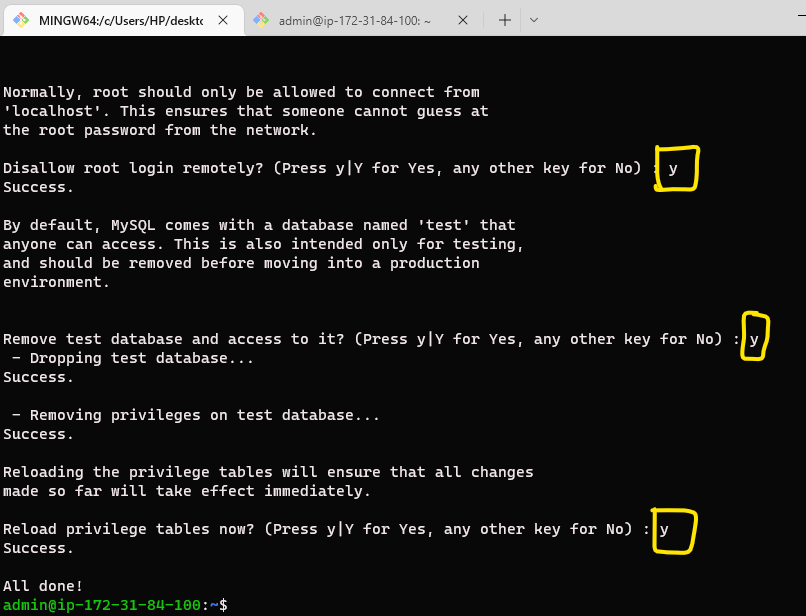 MINGW64:/c/Users/HP/deskto
admin@ip-172-31-84-100: ~
Normally, root should only be allowed to connect from
'localhost'. This ensures that someone cannot guess at
the root password from the network.
Disallow root login remotely? (Press y|Y for Yes, any other key for No) : y
Success.
By default, MySQL comes with a database named 'test' that
anyone can access. This is also intended only for testing,
and should be removed before moving into a production
environment.
Remove test database and access to it? (Press y|Y for Yes, any other key for No) : y
- Dropping test database...
Success.
- Removing privileges on test database...
Success.
Reloading the privilege tables will ensure that all changes
made so far will take effect immediately.
Reload privilege tables now? (Press y|Y for Yes, any other key for No) : y
Success.
All done!
admin@ip-172-31-84-100:~$